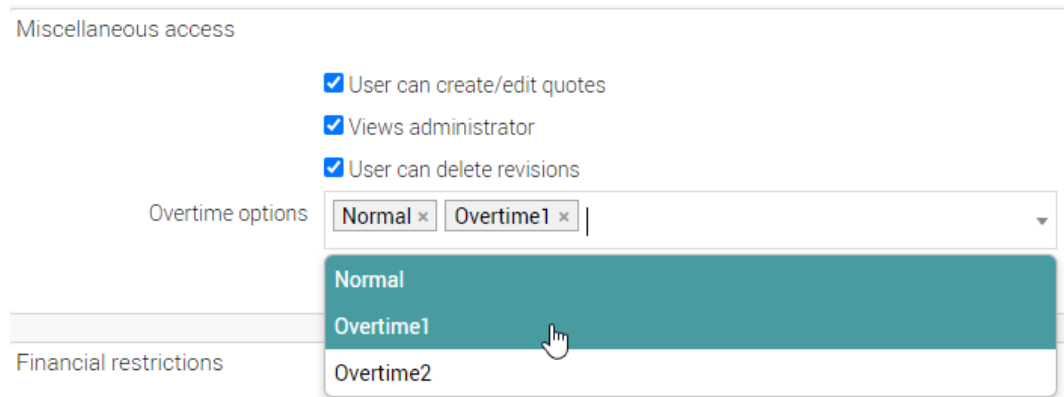 Miscellaneous access
User can create/edit quotes
Views administrator
User can delete revisions
Overtime options
Normal × Overtime1 ×
Normal
Overtime1
Overtime2
Financial restrictions